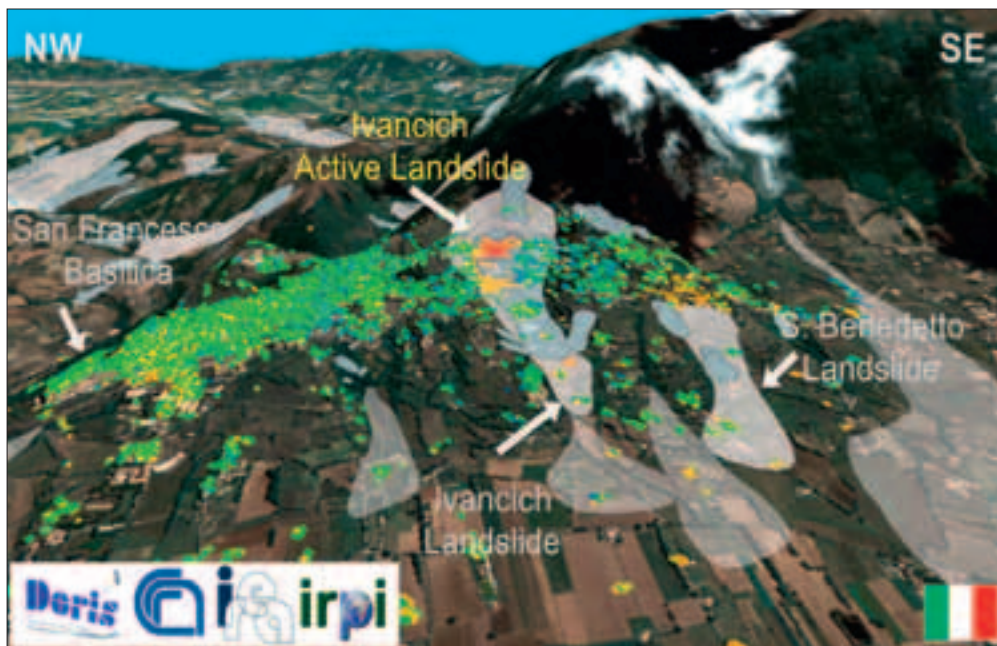 NW
SE
Ivancich
Active Landslide
San Francesco
Basilica
S. Benedetto
Landslide
Ivancich
Landslide
Doris
irpi